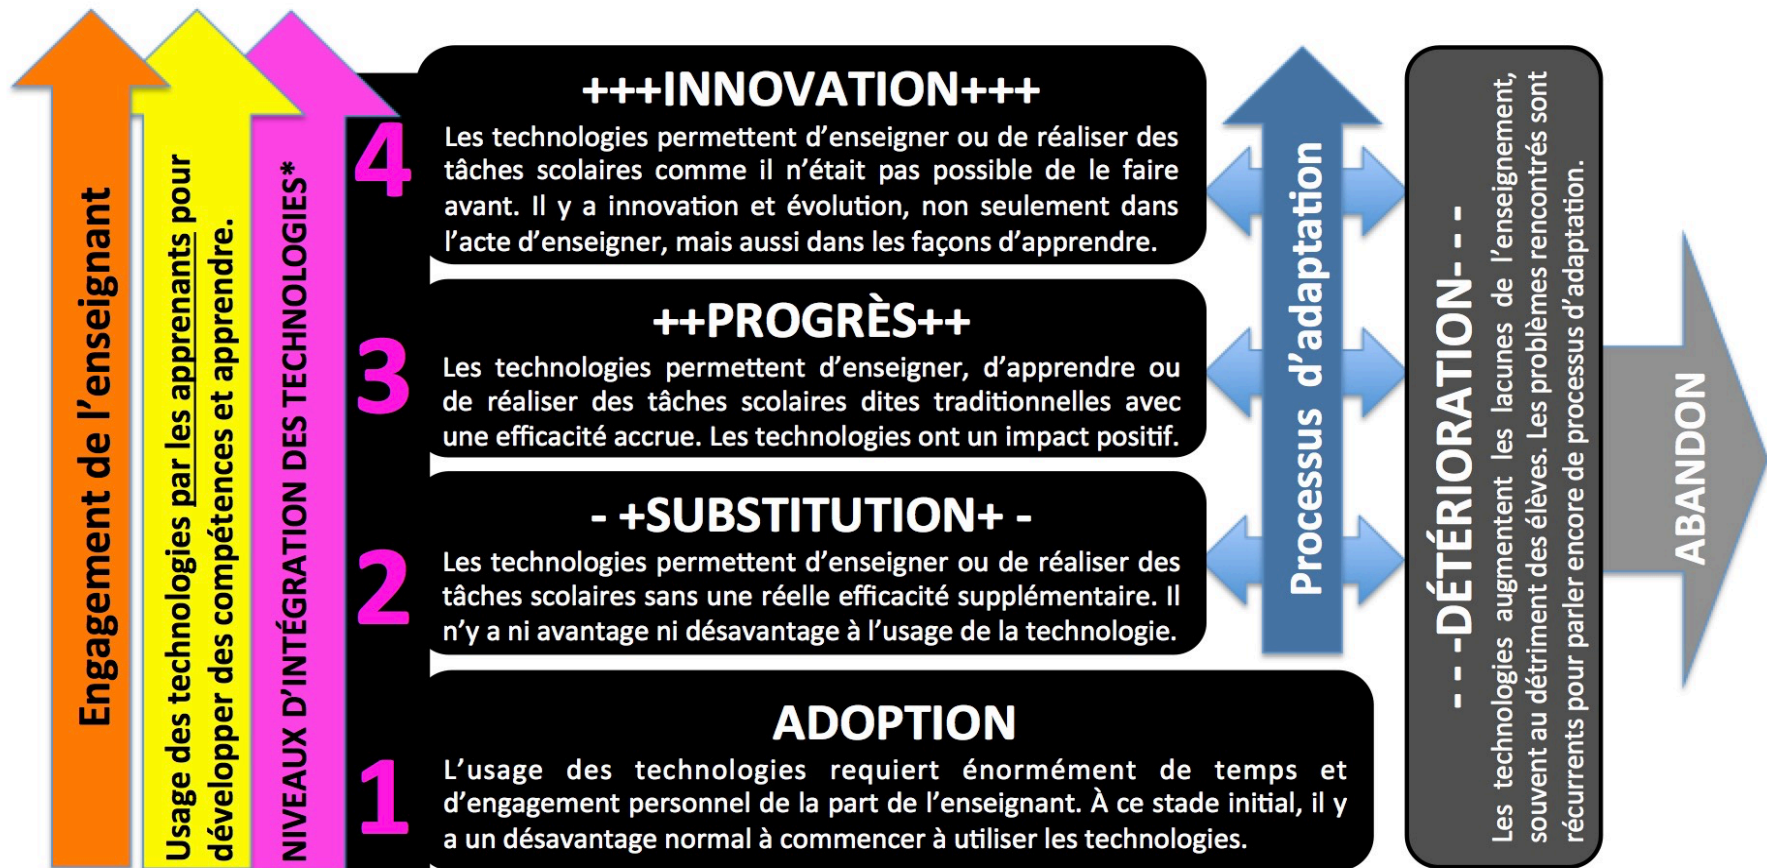 Engagement de l’enseignant
Usage des technologies par les apprenants pour
développer des compétences et apprendre.
NIVEAUX D’INTÉGRATION DES TECHNOLOGIES*
4
+++INNOVATION+++
Les technologies permettent d’enseigner ou de réaliser des
tâches scolaires comme il n’était pas possible de le faire
avant. Il y a innovation et évolution, non seulement dans
l’acte d’enseigner, mais aussi dans les façons d’apprendre.
3
++PROGRÈS++
Les technologies permettent d’enseigner, d’apprendre ou
de réaliser des tâches scolaires dites traditionnelles avec
une efficacité accrue. Les technologies ont un impact positif.
2
- +SUBSTITUTION+ -
Les technologies permettent d’enseigner ou de réaliser des
tâches scolaires sans une réelle efficacité supplémentaire. Il
n’y a ni avantage ni désavantage à l’usage de la technologie.
1
ADOPTION
L’usage des technologies requiert énormément de temps et
d’engagement personnel de la part de l’enseignant. À ce stade initial, il y
a un désavantage normal à commencer à utiliser les technologies.
Processus d’adaptation
- - -DÉTÉRIORATION- - -
Les technologies augmentent les lacunes de l’enseignement,
souvent au détriment des élèves. Les problèmes rencontrés sont
récurrents pour parler encore de processus d’adaptation.
ABANDON